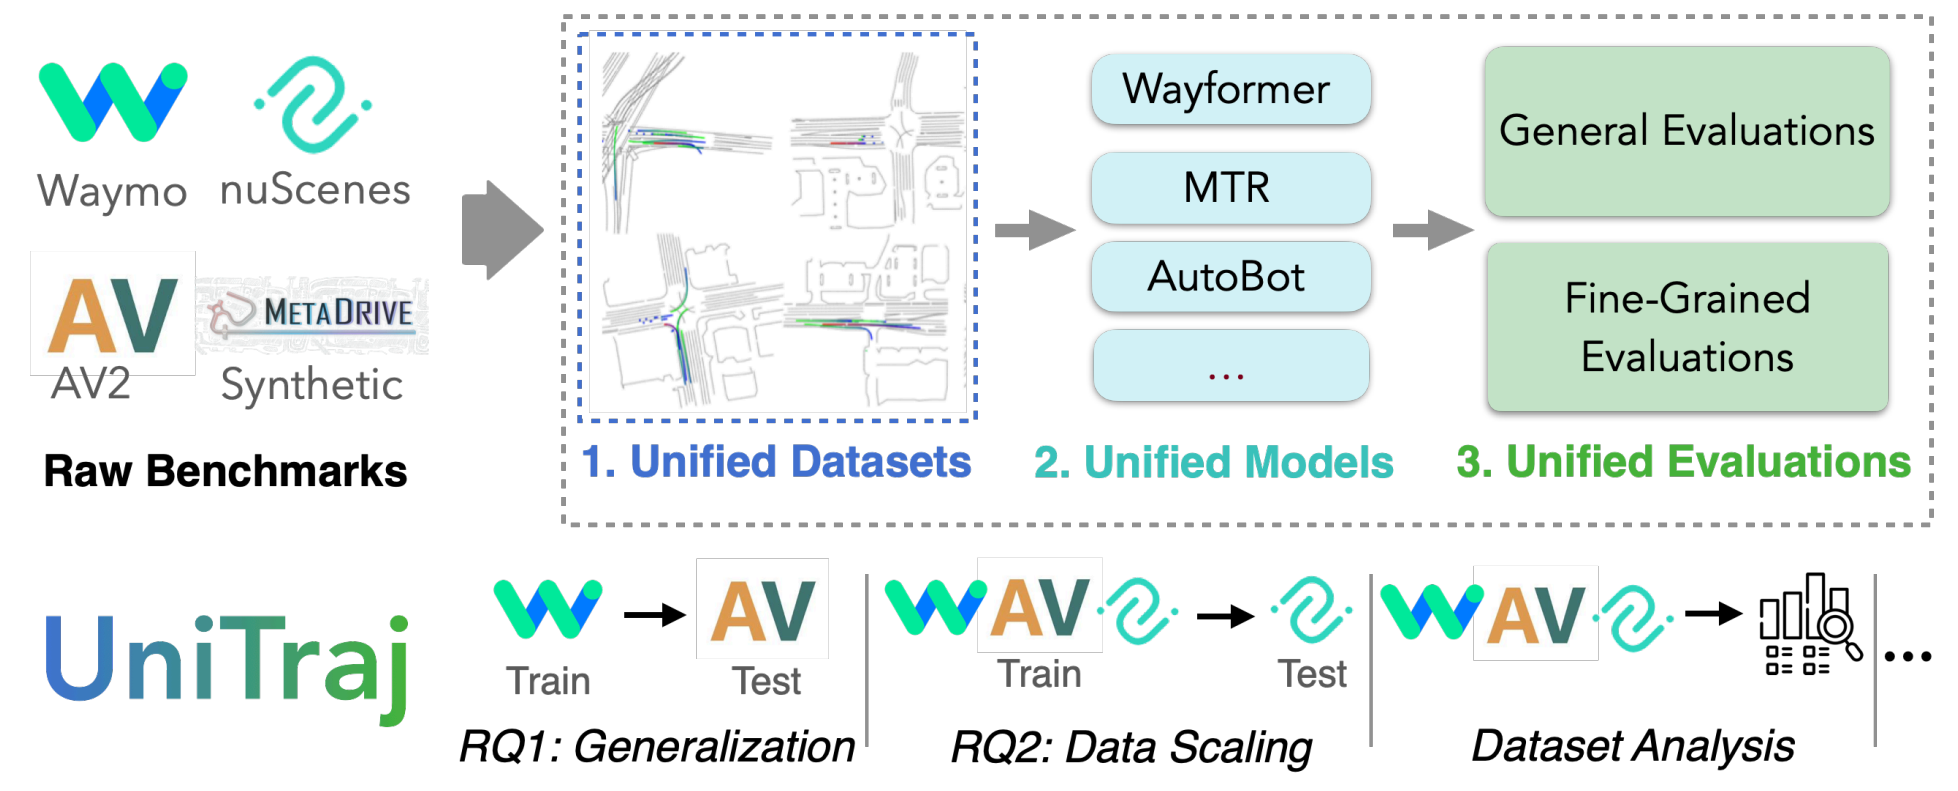 Waymo
nuScenes
AV
AV2
METADRIVE
Synthetic
Raw Benchmarks
1. Unified Datasets
Wayformer
MTR
AutoBot
...
2. Unified Models
General Evaluations
Fine-Grained
Evaluations
3. Unified Evaluations
UniTraj
AV
Train
Test
RQ1: Generalization
AV
Train
Test
RQ2: Data Scaling
AV
Dataset Analysis
...